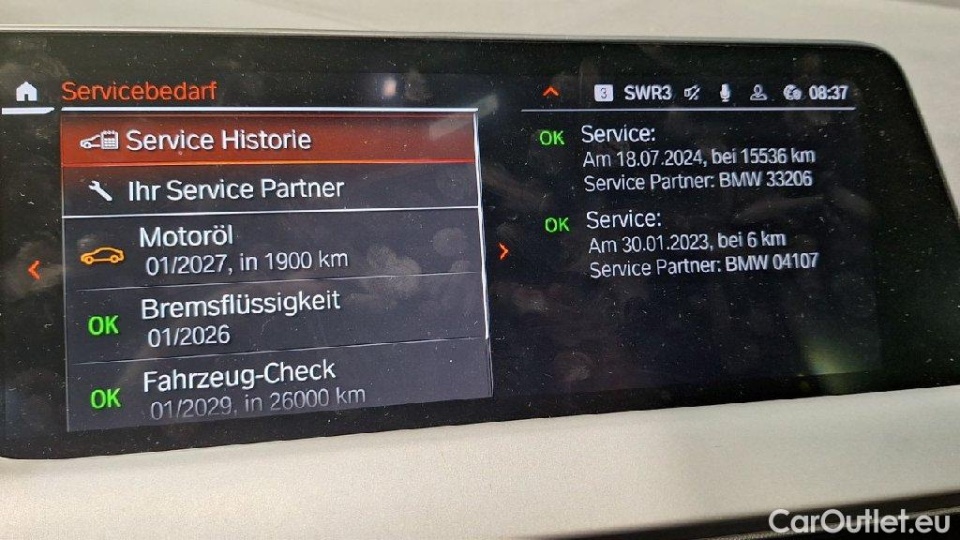 Servicebedarf
3 SWR3 08:37
Service Historie
Ihr Service Partner
Motoröl
01/2027, in 1900 km
OK Bremsflüssigkeit
01/2026
OK Fahrzeug-Check
01/2029, in 26000 km
OK Service:
Am 18.07.2024, bei 15536 km
Service Partner: BMW 33206
OK Service:
Am 30.01.2023, bei 6 km
Service Partner: BMW 04107
CarOutlet.eu